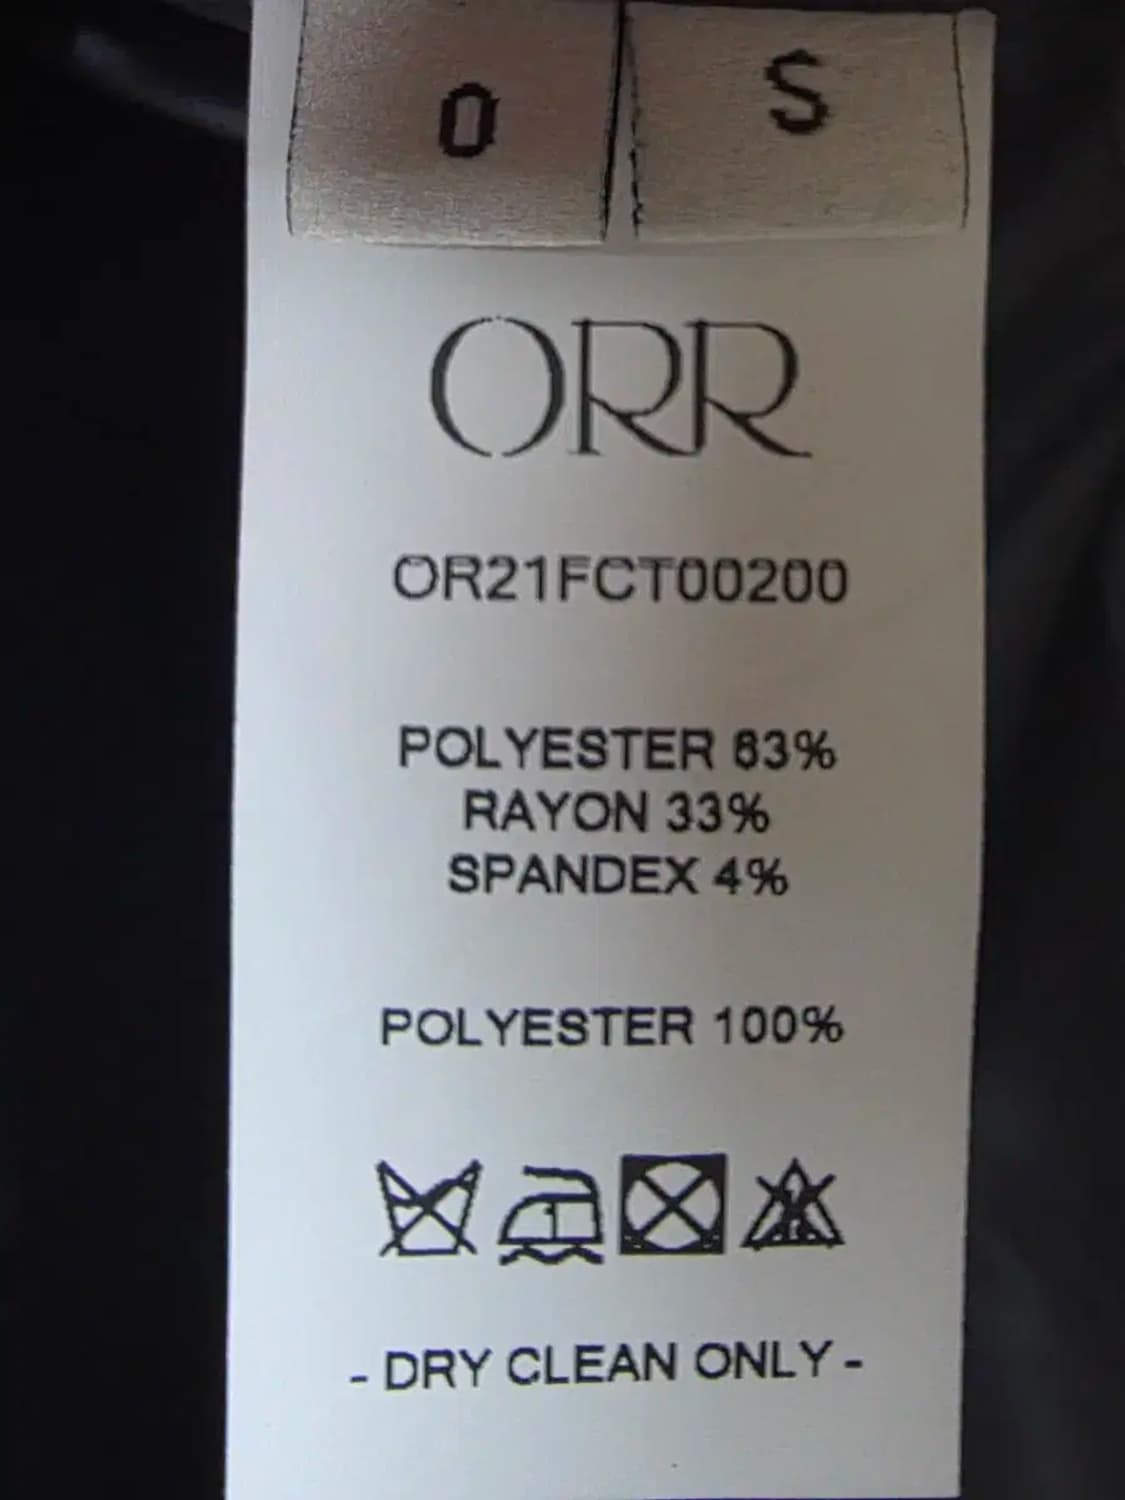 0 S
ORR
OR21FCT00200
POLYESTER 63%
RAYON 33%
SPANDEX 4%
POLYESTER 100%
- DRY CLEAN ONLY -